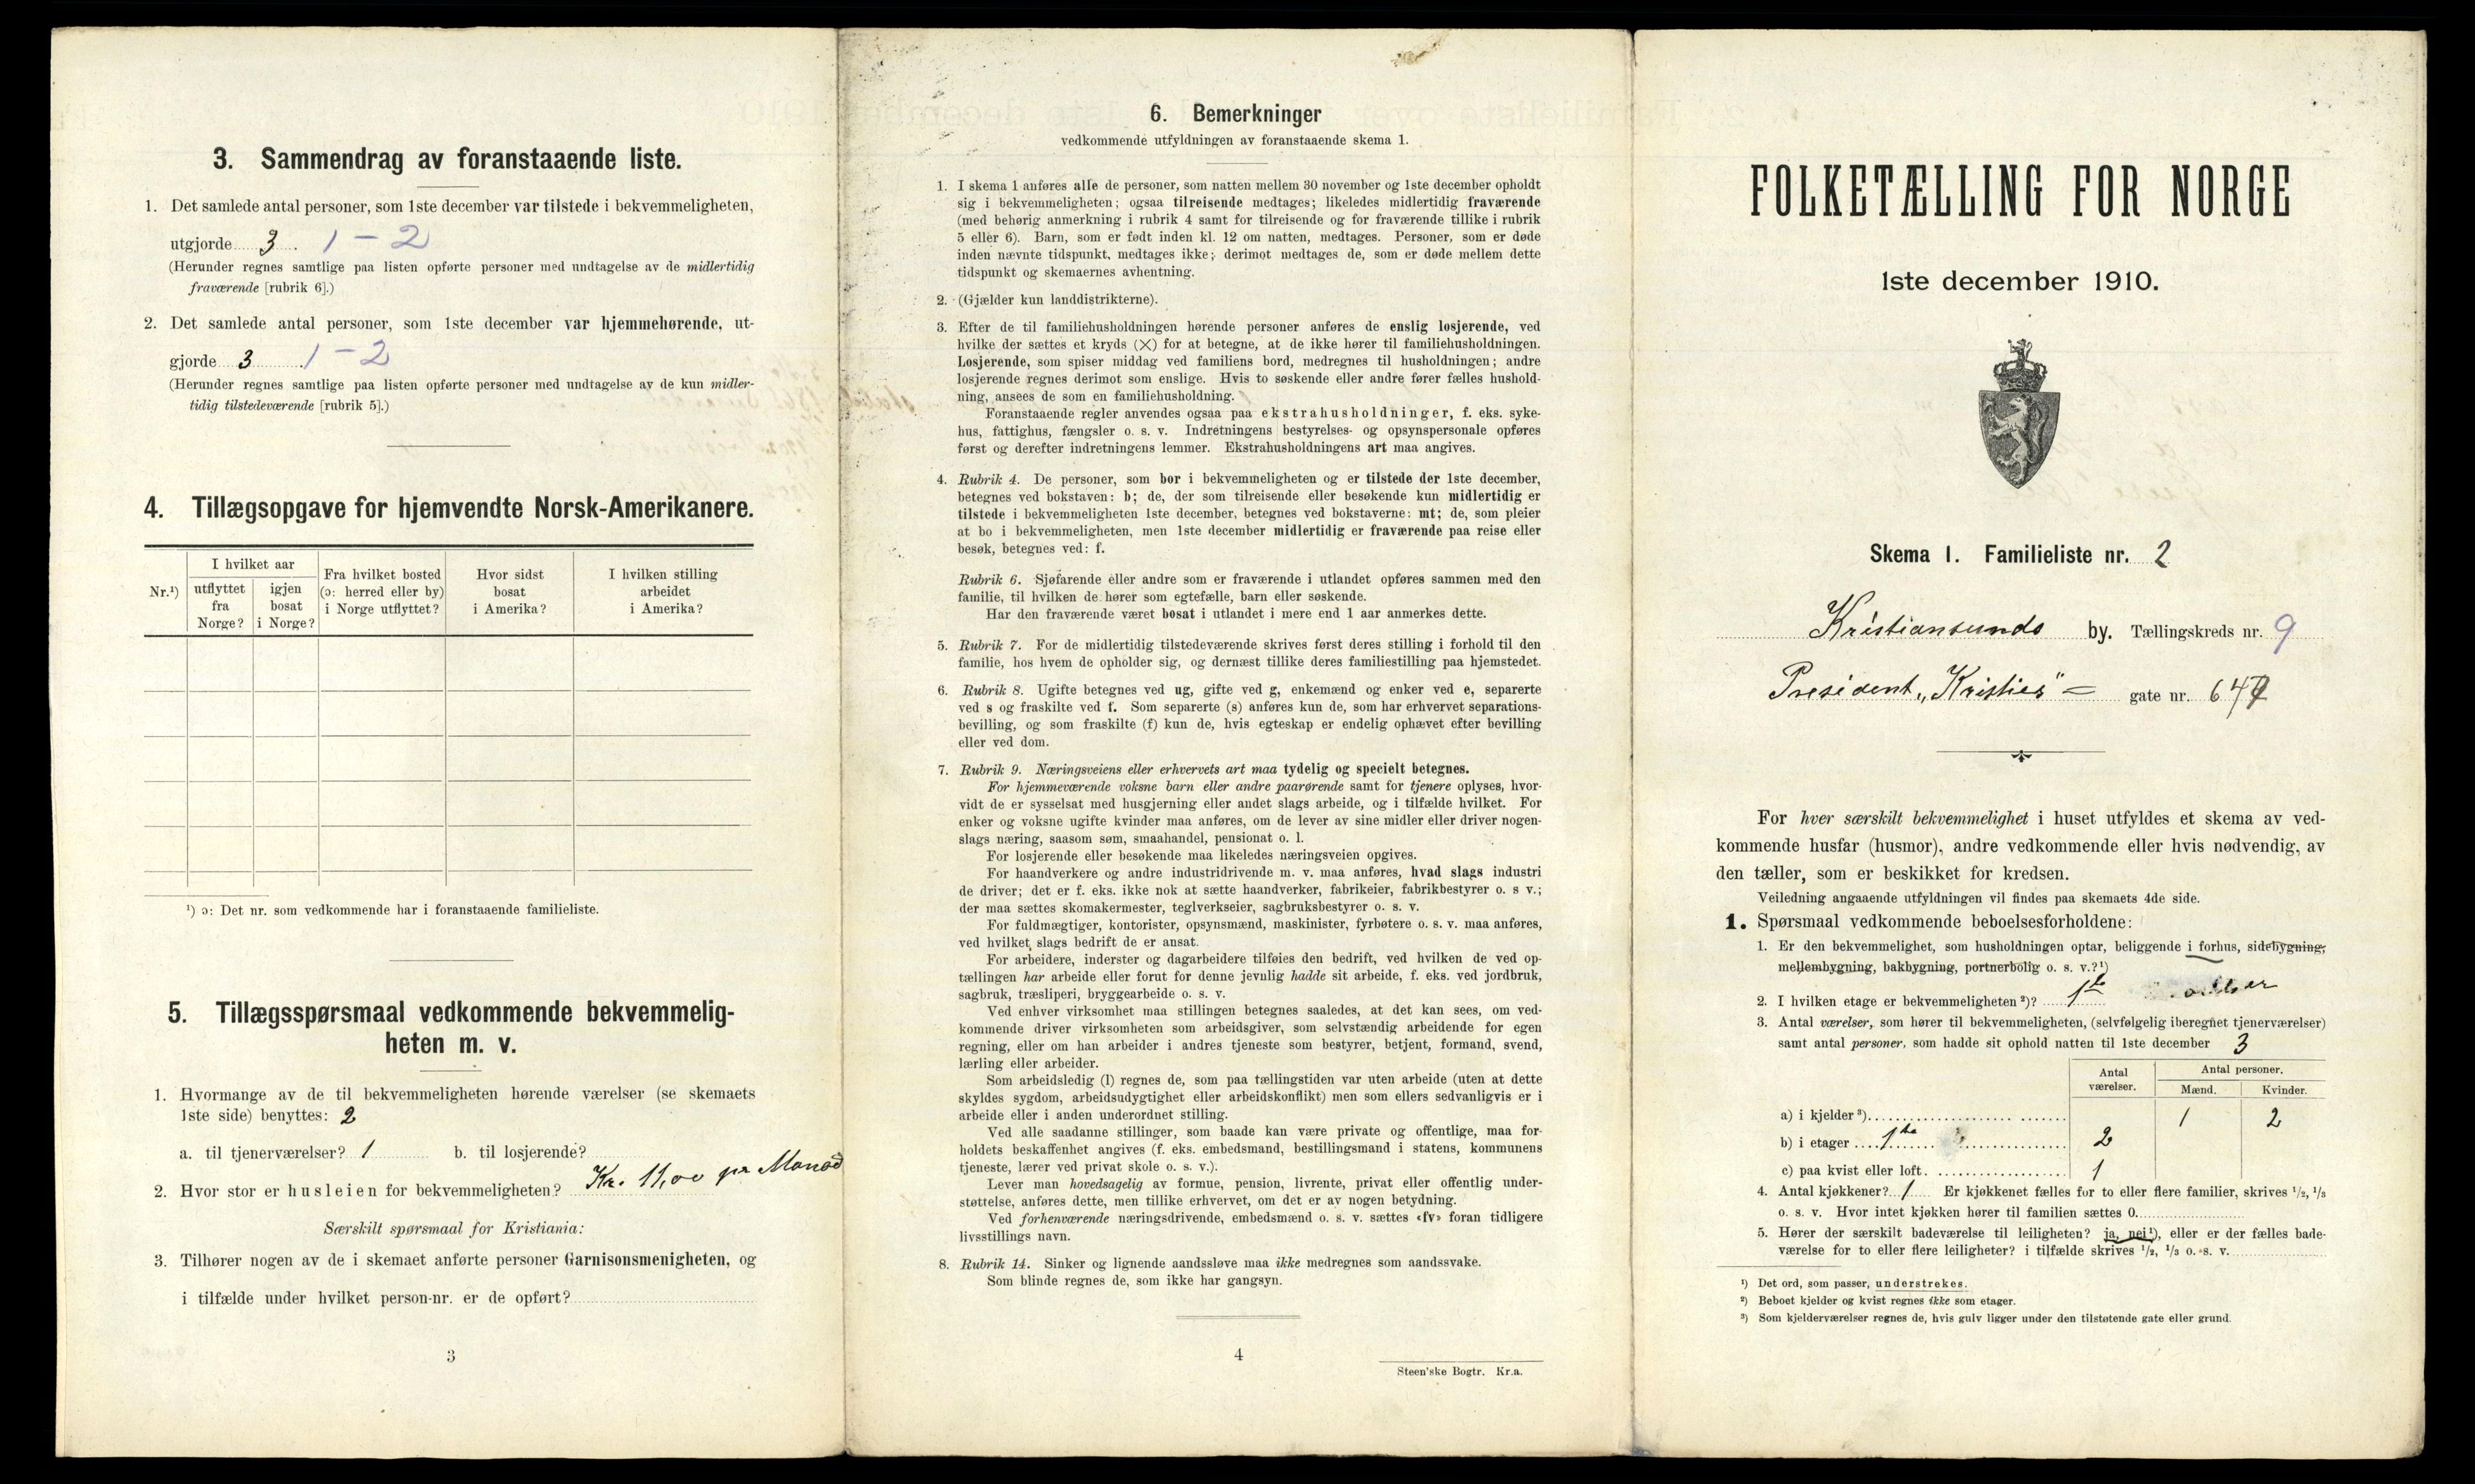 3. Sammendrag av foranstaaende liste.
1. Det samlede antal personer, som 1ste december var tilstede i bekvemmeligheten,
utgjorde 3. 1 - 2
(Herunder regnes samtlige paa listen opførte personer med undtagelse av de midlertidig
fraværende [rubrik 6].)
2. Det samlede antal personer, som 1ste december var hjemmehørende, ut-
gjorde 3 1 - 2
(Herunder regnes samtlige paa listen opførte personer med undtagelse av de kun midler-
tidig tilstedeværende [rubrik 5].)
4. Tillægsopgave for hjemvendte Norsk-Amerikanere.
Nr.¹)
I hvilket aar
utflyttet
fra
Norge?
igjen
bosat
i Norge?
Fra hvilket bosted
(ɔ: herred eller by)
i Norge utflyttet?
Hvor sidst
bosat
i Amerika?
I hvilken stilling
arbeidet
i Amerika?
¹) ɔ: Det nr. som vedkommende har i foranstaaende familieliste.
5. Tillægsspørsmaal vedkommende bekvemmelig-
heten m. v.
1. Hvormange av de til bekvemmeligheten hørende værelser (se skemaets
1ste side) benyttes: 2
a. til tjenerværelser? 1 b. til losjerende?
2. Hvor stor er husleien for bekvemmeligheten? Kr. 11,00 pr Monad
Særskilt spørsmaal for Kristiania:
3. Tilhører nogen av de i skemaet anførte personer Garnisonsmenigheten, og
i tilfælde under hvilket person-nr. er de opført?
3
6. Bemerkninger
vedkommende utfyldningen av foranstaaende skema 1.
1. I skema 1 anføres alle de personer, som natten mellem 30 november og 1ste december opholdt
sig i bekvemmeligheten; ogsaa tilreisende medtages; likeledes midlertidig fraværende
(med behørig anmerkning i rubrik 4 samt for tilreisende og for fraværende tillike i rubrik
5 eller 6). Barn, som er født inden kl. 12 om natten, medtages. Personer, som er døde
inden nævnte tidspunkt, medtages ikke; derimot medtages de, som er døde mellem dette
tidspunkt og skemaernes avhentning.
2. (Gjælder kun landdistrikterne).
3. Efter de til familiehusholdningen hørende personer anføres de enslig losjerende, ved
hvilke der sættes et kryds (×) for at betegne, at de ikke hører til familiehusholdningen.
Losjerende, som spiser middag ved familiens bord, medregnes til husholdningen; andre
losjerende regnes derimot som enslige. Hvis to søskende eller andre fører fælles hushold-
ning, ansees de som en familiehusholdning.
Foranstaaende regler anvendes ogsaa paa ekstrahusholdninger, f. eks. syke-
hus, fattighus, fængsler o. s. v. Indretningens bestyrelses- og opsynspersonale opføres
først og derefter indretningens lemmer. Ekstrahusholdningens art maa angives.
4. Rubrik 4. De personer, som bor i bekvemmeligheten og er tilstede der 1ste december,
betegnes ved bokstaven: b; de, der som tilreisende eller besøkende kun midlertidig er
tilstede i bekvemmeligheten 1ste december, betegnes ved bokstaverne: mt; de, som pleier
at bo i bekvemmeligheten, men 1ste december midlertidig er fraværende paa reise eller
besøk, betegnes ved: f.
Rubrik 6. Sjøfarende eller andre som er fraværende i utlandet opføres sammen med den
familie, til hvilken de hører som egtefælle, barn eller søskende.
Har den fraværende været bosat i utlandet i mere end 1 aar anmerkes dette.
5. Rubrik 7. For de midlertidig tilstedeværende skrives først deres stilling i forhold til den
familie, hos hvem de opholder sig, og dernæst tillike deres familiestilling paa hjemstedet.
6. Rubrik 8. Ugifte betegnes ved ug, gifte ved g, enkemænd og enker ved e, separerte
ved s og fraskilte ved f. Som separerte (s) anføres kun de, som har erhvervet separations-
bevilling, og som fraskilte (f) kun de, hvis egteskap er endelig ophævet efter bevilling
eller ved dom.
7. Rubrik 9. Næringsveiens eller erhvervets art maa tydelig og specielt betegnes.
For hjemmeværende voksne barn eller andre paarørende samt for tjenere oplyses, hvor-
vidt de er sysselsat med husgjerning eller andet slags arbeide, og i tilfælde hvilket. For
enker og voksne ugifte kvinder maa anføres, om de lever av sine midler eller driver nogen-
slags næring, saasom søm, smaahandel, pensionat o. l.
For losjerende eller besøkende maa likeledes næringsveien opgives.
For haandverkere og andre industridrivende m. v. maa anføres, hvad slags industri
de driver; det er f. eks. ikke nok at sætte haandverker, fabrikeier, fabrikbestyrer o. s v.;
der maa sættes skomakermester, teglverkseier, sagbruksbestyrer o. s. v.
For fuldmægtiger, kontorister, opsynsmænd, maskinister, fyrbøtere o. s. v. maa anføres,
ved hvilket slags bedrift de er ansat.
For arbeidere, inderster og dagarbeidere tilføies den bedrift, ved hvilken de ved op-
tællingen har arbeide eller forut for denne jevnlig hadde sit arbeide, f. eks. ved jordbruk,
sagbruk, træsliperi, bryggearbeide o. s. v.
Ved enhver virksomhet maa stillingen betegnes saaledes, at det kan sees, om ved-
kommende driver virksomheten som arbeidsgiver, som selvstændig arbeidende for egen
regning, eller om han arbeider i andres tjeneste som bestyrer, betjent, formand, svend,
lærling eller arbeider.
Som arbeidsledig (l) regnes de, som paa tællingstiden var uten arbeide (uten at dette
skyldes sygdom, arbeidsudygtighet eller arbeidskonflikt) men som ellers sedvanligvis er i
arbeide eller i anden underordnet stilling.
Ved alle saadanne stillinger, som baade kan være private og offentlige, maa for-
holdets beskaffenhet angives (f. eks. embedsmand, bestillingsmand i statens, kommunens
tjeneste, lærer ved privat skole o. s. v.).
Lever man hovedsagelig av formue, pension, livrente, privat eller offentlig under-
støttelse, anføres dette, men tillike erhvervet, om det er av nogen betydning.
Ved forhenværende næringsdrivende, embedsmænd o. s. v. sættes «fv» foran tidligere
livsstillings navn.
8. Rubrik 14. Sinker og lignende aandssløve maa ikke medregnes som aandssvake.
Som blinde regnes de, som ikke har gangsyn.
4
Steen'ske Bogtr. Kr.a.
FOLKETÆLLING FOR NORGE
1ste december 1910.
Skema 1. Familieliste nr. 2
Kristiansunds by. Tællingskreds nr. 9
President „Kristies" = gate nr. 64
For hver særskilt bekvemmelighet i huset utfyldes et skema av ved-
kommende husfar (husmor), andre vedkommende eller hvis nødvendig, av
den tæller, som er beskikket for kredsen.
Veiledning angaaende utfyldningen vil findes paa skemaets 4de side.
1. Spørsmaal vedkommende beboelsesforholdene:
1. Er den bekvemmelighet, som husholdningen optar, beliggende i forhus, sidebygning,
mellembygning, bakbygning, portnerbolig o. s. v.?¹)
2. I hvilken etage er bekvemmeligheten ²)? 1ste
3. Antal værelser, som hører til bekvemmeligheten, (selvfølgelig iberegnet tjenerværelser)
samt antal personer, som hadde sit ophold natten til 1ste december 3
Antal
værelser.
Antal personer.
Mænd.
Kvinder.
a) i kjelder ³) 1 2
b) i etager 1ste 2
c) paa kvist eller loft. 1
4. Antal kjøkkener? 1 Er kjøkkenet fælles for to eller flere familier, skrives ¹/₂, ¹/₃
o. s. v. Hvor intet kjøkken hører til familien sættes 0.
5. Hører der særskilt badeværelse til leiligheten? ja, nei ¹), eller er der fælles bade-
værelse for to eller flere leiligheter? i tilfælde skrives ¹/₂, ¹/₃ o. s. v.
¹) Det ord, som passer, understrekes.
²) Beboet kjelder og kvist regnes ikke som etager.
³) Som kjelderværelser regnes de, hvis gulv ligger under den tilstøtende gate eller grund.